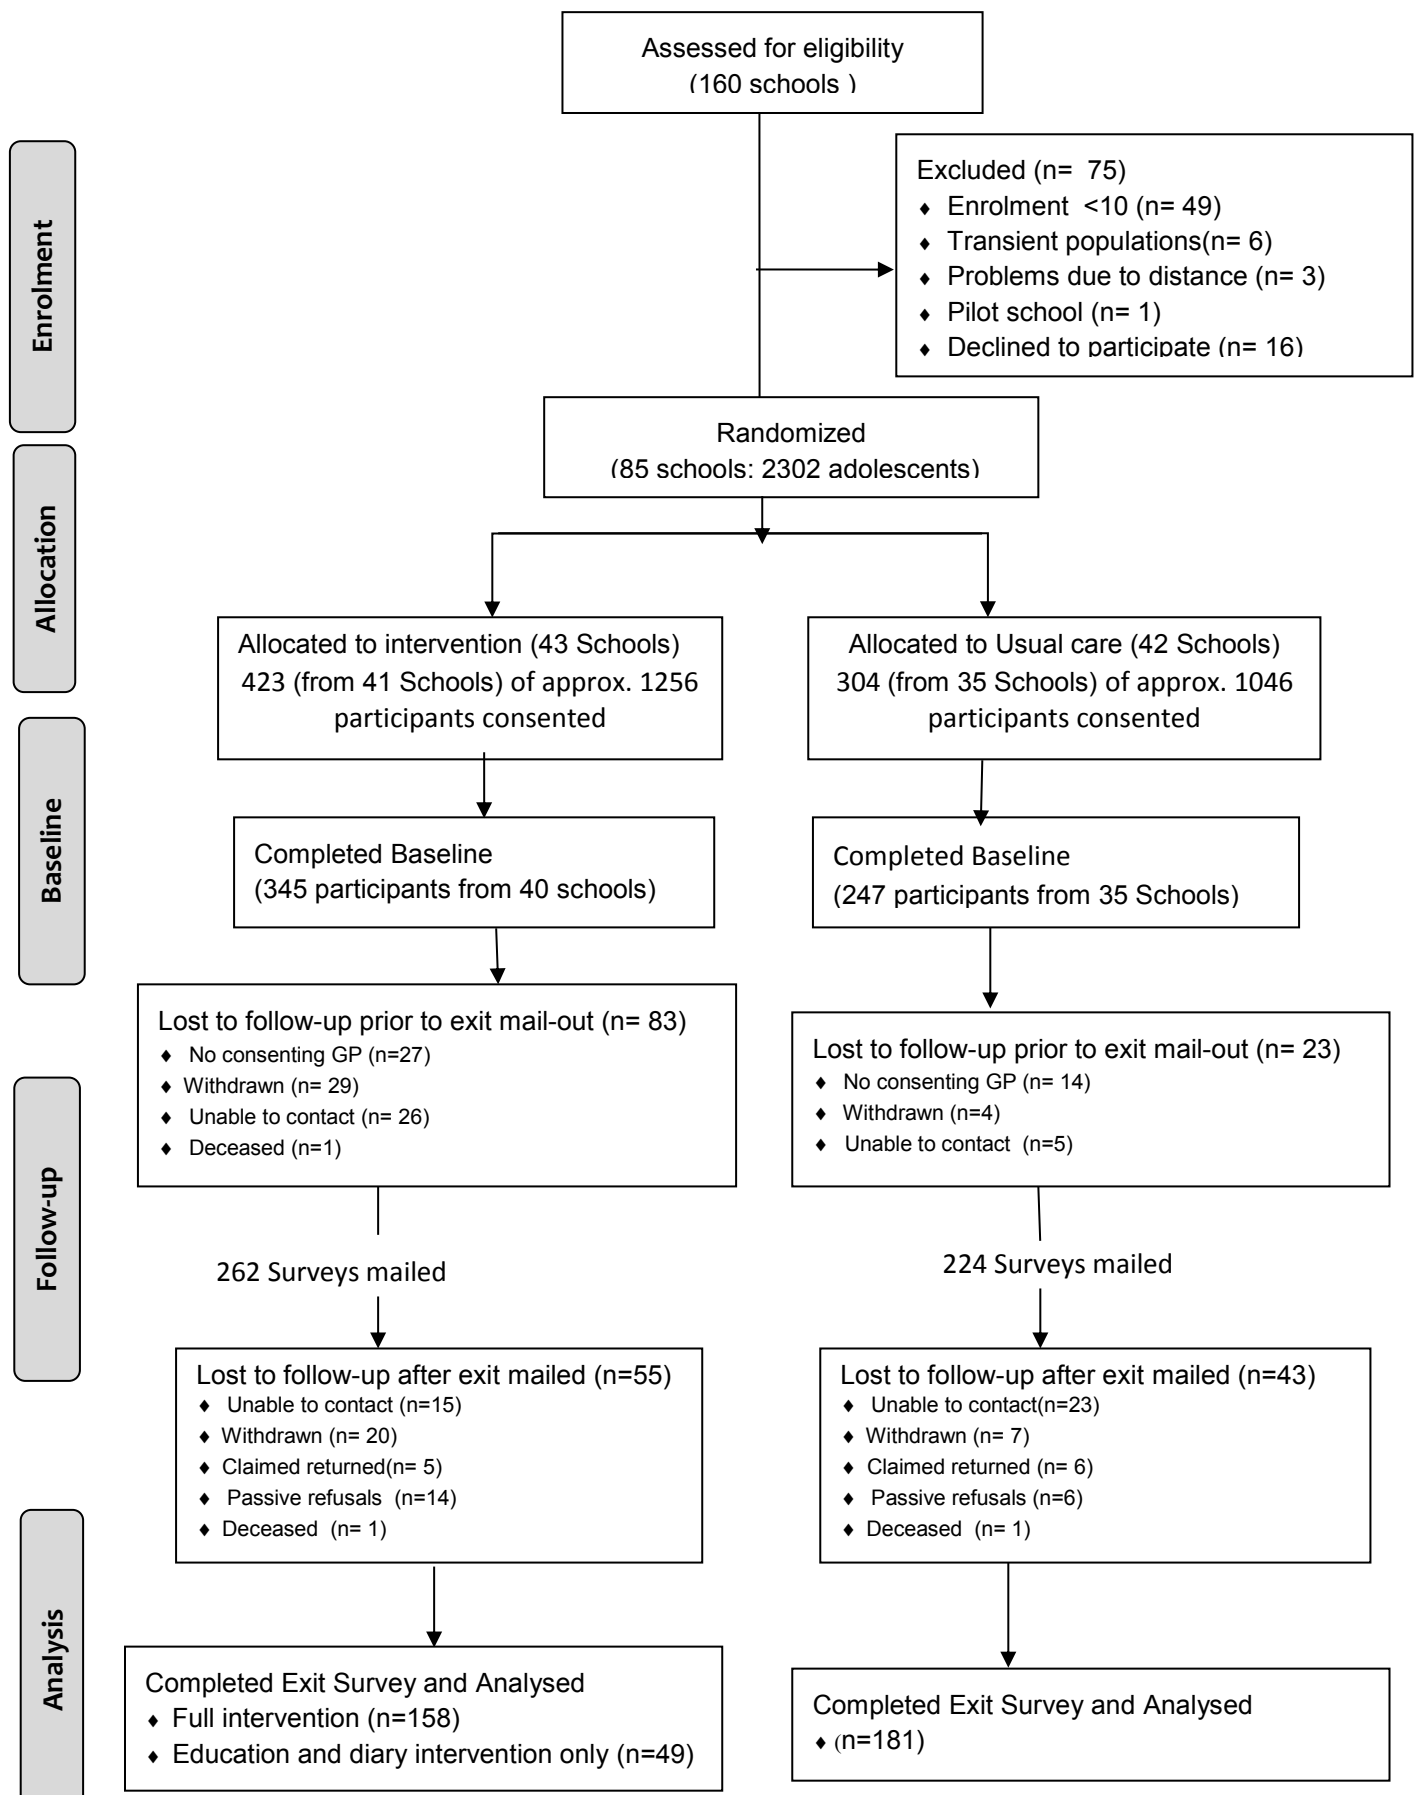 Assessed for eligibility
(160 schools )
Enrolment
Excluded (n=  75)
♦ Enrolment  <10 (n= 49)
♦ Transient populations(n= 6)
♦ Problems due to distance (n= 3)
♦ Pilot school (n= 1)
♦ Declined to participate (n= 16)
Randomized
(85 schools: 2302 adolescents)
Allocation
Allocated to intervention (43 Schools)
423 (from 41 Schools) of approx. 1256
participants consented
Allocated to Usual care (42 Schools)
304 (from 35 Schools) of approx. 1046
participants consented
Baseline
Completed Baseline
(345 participants from 40 schools)
Completed Baseline
(247 participants from 35 Schools)
Follow-up
Lost to follow-up prior to exit mail-out (n= 83)
♦ No consenting GP (n=27)
♦ Withdrawn (n= 29)
♦ Unable to contact (n= 26)
♦ Deceased (n=1)
Lost to follow-up prior to exit mail-out (n= 23)
♦ No consenting GP (n= 14)
♦ Withdrawn (n=4)
♦ Unable to contact  (n=5)
262 Surveys mailed
224 Surveys mailed
Lost to follow-up after exit mailed (n=55)
♦ Unable to contact (n=15)
♦ Withdrawn (n= 20)
♦ Claimed returned(n= 5)
♦ Passive refusals  (n=14)
♦ Deceased  (n= 1)
Lost to follow-up after exit mailed (n=43)
♦ Unable to contact(n=23)
♦ Withdrawn (n= 7)
♦ Claimed returned (n= 6)
♦ Passive refusals (n=6)
♦ Deceased  (n= 1)
Analysis
Completed Exit Survey and Analysed
♦ Full intervention (n=158)
♦ Education and diary intervention only (n=49)
Completed Exit Survey and Analysed
♦ (n=181)